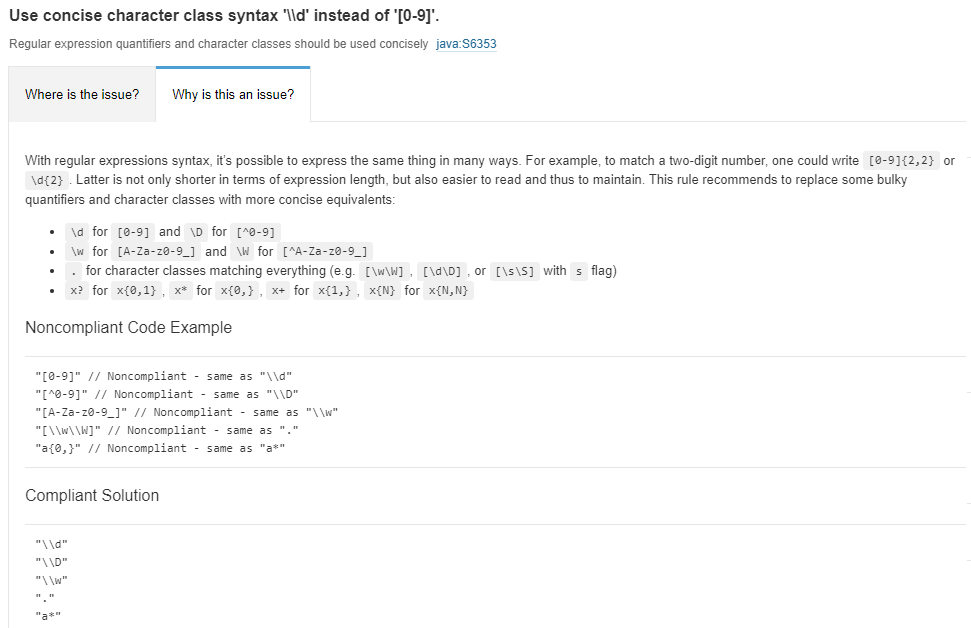 Use concise character class syntax '\\d' instead of '[0-9]'.
Regular expression quantifiers and character classes should be used concisely java:S6353
Where is the issue?
Why is this an issue?
With regular expressions syntax, it's possible to express the same thing in many ways. For example, to match a two-digit number, one could write [0-9]{2,2} or
\d{2} . Latter is not only shorter in terms of expression length, but also easier to read and thus to maintain. This rule recommends to replace some bulky
quantifiers and character classes with more concise equivalents:
• \d for [0-9] and \D for [^0-9]
• \w for [A-Za-z0-9_] and \W for [^A-Za-z0-9_]
• . for character classes matching everything (e.g. [\w\W] , [\d\D] , or [\s\S] with s flag)
• x? for x{0,1} , x* for x{0,} , x+ for x{1,} , x{N} for x{N,N}
Noncompliant Code Example
"[0-9]" // Noncompliant - same as "\\d"
"[^0-9]" // Noncompliant - same as "\\D"
"[A-Za-z0-9_]" // Noncompliant - same as "\\w"
"[\\w\\W]" // Noncompliant - same as "."
"a{0,}" // Noncompliant - same as "a*"
Compliant Solution
"\\d"
"\\D"
"\\w"
"."
"a*"